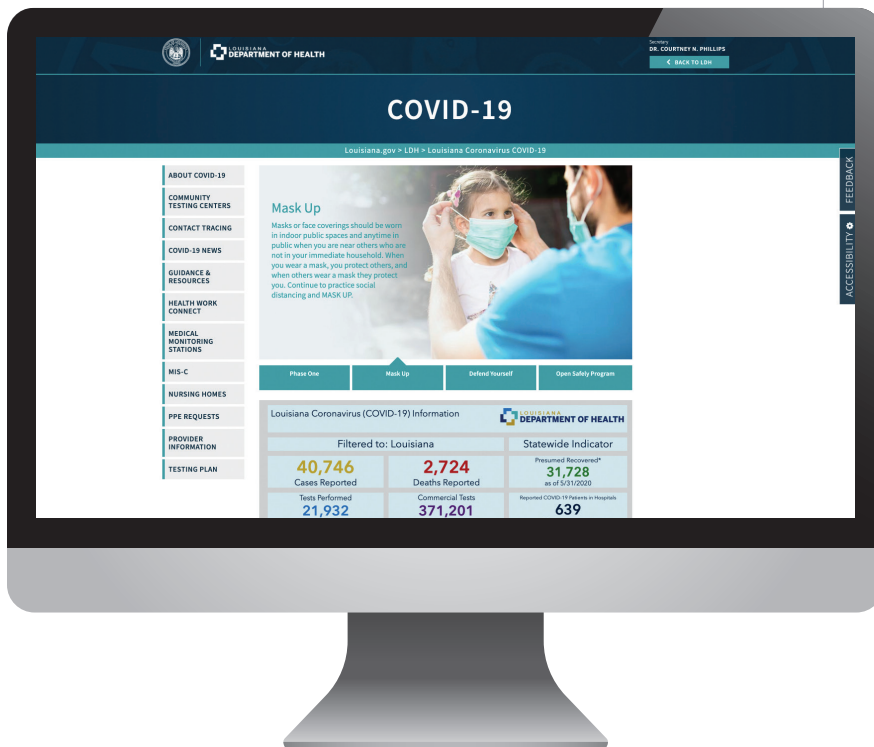 LOUISIANA
DEPARTMENT OF HEALTH
Secretary
DR. COURTNEY N. PHILLIPS
BACK TO LDH
COVID-19
Louisiana.gov > LDH > Louisiana Coronavirus COVID-19
FEEDBACK
ACCESSIBILITY
ABOUT COVID-19
COMMUNITY
TESTING CENTERS
CONTACT TRACING
COVID-19 NEWS
GUIDANCE &
RESOURCES
HEALTH WORK
CONNECT
MEDICAL
MONITORING
STATIONS
MIS-C
NURSING HOMES
PPE REQUESTS
PROVIDER
INFORMATION
TESTING PLAN
Mask Up
Masks or face coverings should be worn
in indoor public spaces and anytime in
public when you are near others who are
not in your immediate household. When
you wear a mask, you protect others, and
when others wear a mask they protect
you. Continue to practice social
distancing and MASK UP.
Phase One
Mask Up
Defend Yourself
Open Safely Program
Louisiana Coronavirus (COVID-19) Information
LOUISIANA
DEPARTMENT OF HEALTH
Filtered to: Louisiana
Statewide Indicator
40,746
Cases Reported
2,724
Deaths Reported
Presumed Recovered*
31,728
as of 5/31/2020
Tests Performed
21,932
Commercial Tests
371,201
Reported COVID-19 Patients in Hospitals
639